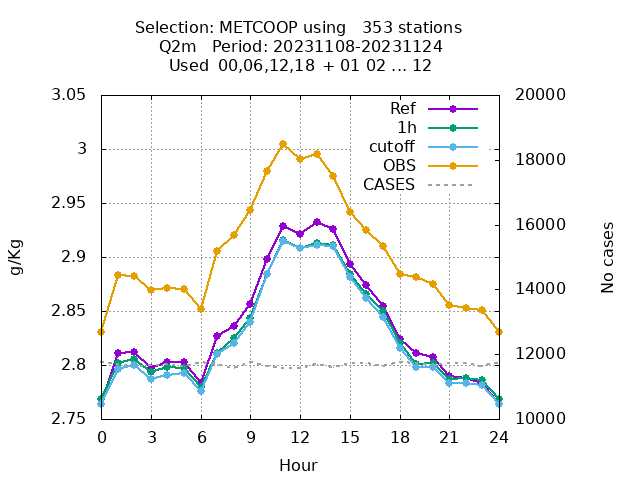 Selection: METCOOP using   353 stations
Q2m   Period: 20231108-20231124
Used  00,06,12,18  + 01 02 ... 12
3.05
3
2.95
2.9
2.85
2.8
2.75
g/Kg
20000
18000
16000
14000
12000
10000
No cases
Ref
1h
cutoff
OBS
CASES
0 3 6 9 12 15 18 21 24
Hour